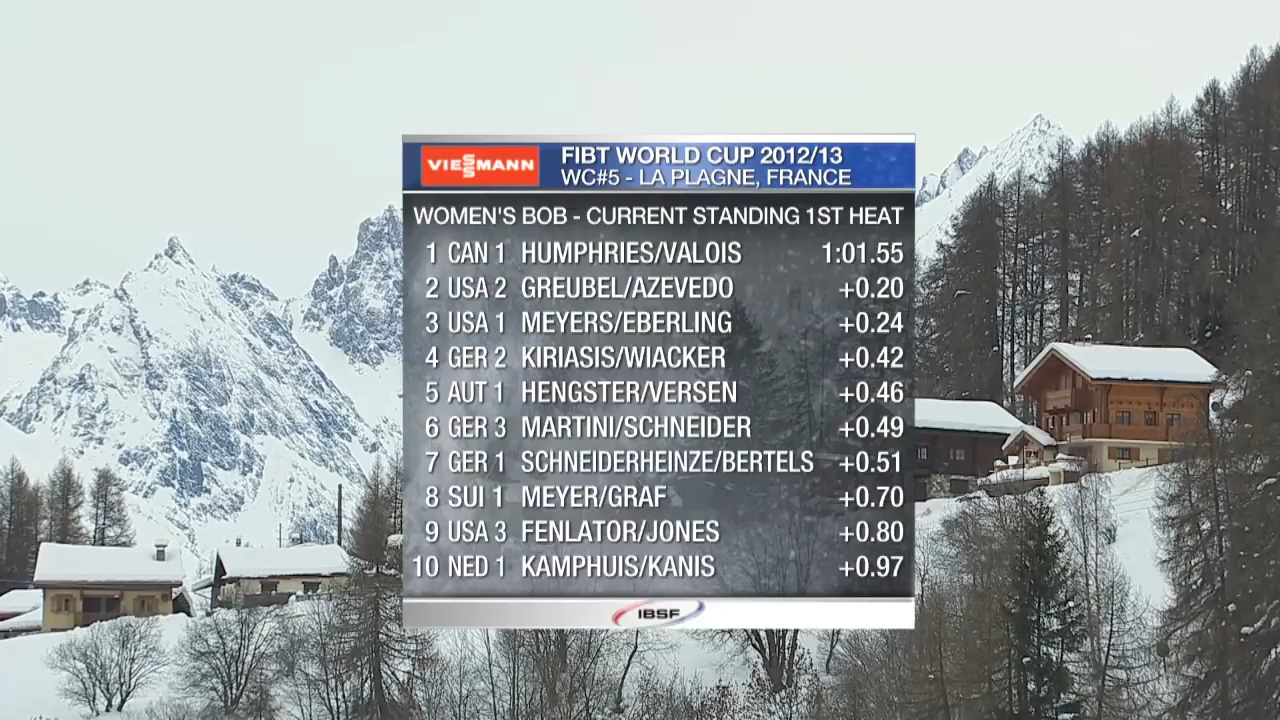 VIESSMANN
FIBT WORLD CUP 2012/13
WC#5 - LA PLAGNE, FRANCE
WOMEN'S BOB - CURRENT STANDING 1ST HEAT
1 CAN 1 HUMPHRIES/VALOIS 1:01.55
2 USA 2 GREUBEL/AZEVEDO +0.20
3 USA 1 MEYERS/EBERLING +0.24
4 GER 2 KIRIASIS/WIACKER +0.42
5 AUT 1 HENGSTER/VERSEN +0.46
6 GER 3 MARTINI/SCHNEIDER +0.49
7 GER 1 SCHNEIDERHEINZE/BERTELS +0.51
8 SUI 1 MEYER/GRAF +0.70
9 USA 3 FENLATOR/JONES +0.80
10 NED 1 KAMPHUIS/KANIS +0.97
IBSF